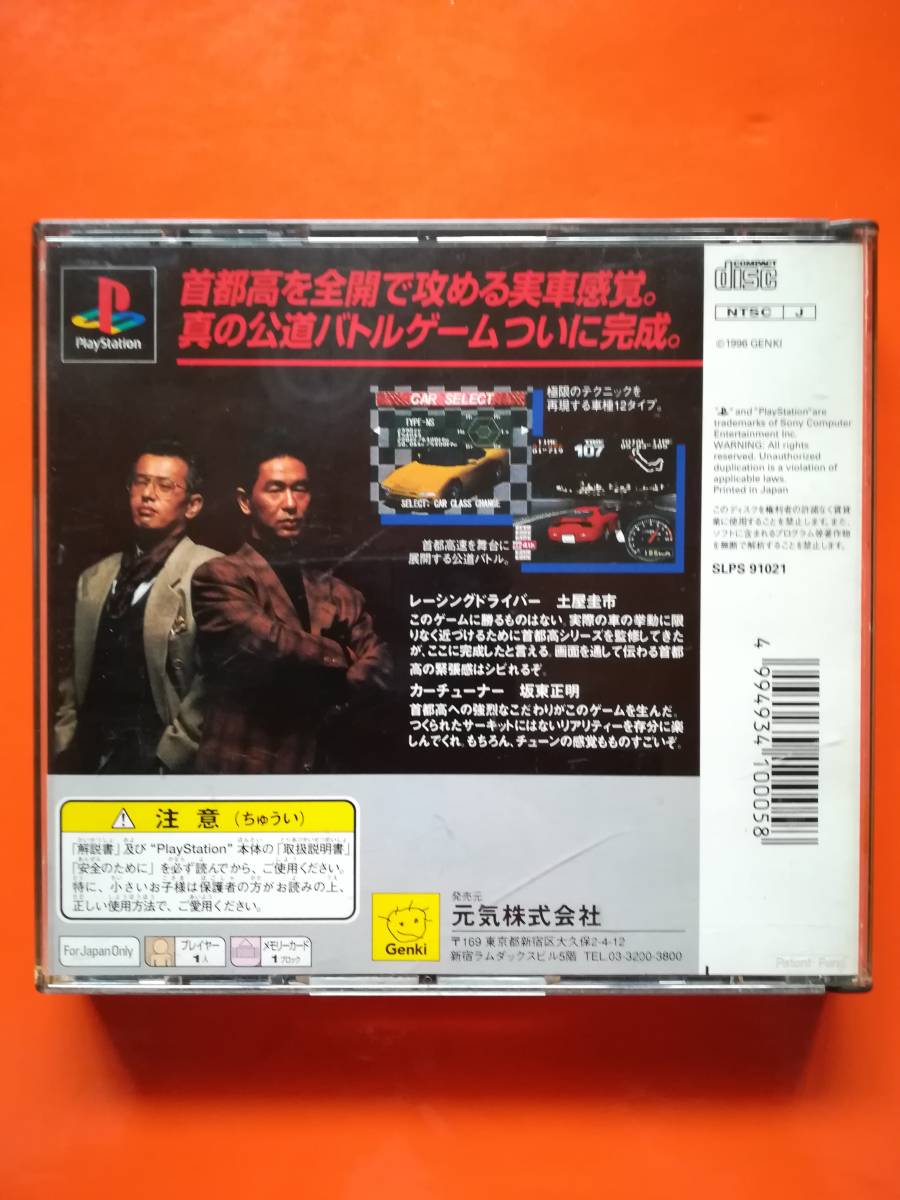 PlayStation
首都高を全開で攻める実車感覚。
真の公道バトルゲームついに完成。
極限のテクニックを
再現する車種12タイプ。
CAR SELECT
TYPE-NS
SELECT: CAR CLASS CHANGE
TIME
107
首都高速を舞台に
展開する公道バトル。
レーシングドライバー 土屋圭市
このゲームに勝るものはない。実際の車の挙動に限
りなく近づけるために首都高シリーズを監修してきた
が、ここに完成したと言える。画面を通して伝わる首都
高の緊張感はシビれるぞ。
カーチューナー 坂東正明
首都高への強烈なこだわりがこのゲームを生んだ。
つくられたサーキットにはないリアリティーを存分に楽
しんでくれ。もちろん、チューンの感覚もものすごいぞ。
注意(ちゅうい)
「解説書」及び“PlayStation”本体の「取扱説明書」
「安全のために」を必ず読んでから、ご使用ください。
特に、小さいお子様は保護者の方がお読みの上、
正しい使用方法で、ご愛用ください。
For Japan Only
プレイヤー
1人
メモリーカード
1ブロック
Genki
発売元
元気株式会社
〒169 東京都新宿区大久保2-4-12
新宿ラムダックスビル5階 TEL.03-3200-3800
COMPACT
disc
NTSC J
©1996 GENKI
" " and "PlayStation" are
trademarks of Sony Computer
Entertainment Inc.
WARNING: All rights
reserved. Unauthorized
duplication is a violation of
applicable laws.
Printed in Japan
このディスクを権利者の許諾なく賃貸
業に使用することを禁止します。また、
ソフトに含まれるプログラム等著作物
を無断で解析することを禁止します。
SLPS 91021
4 994934 100058